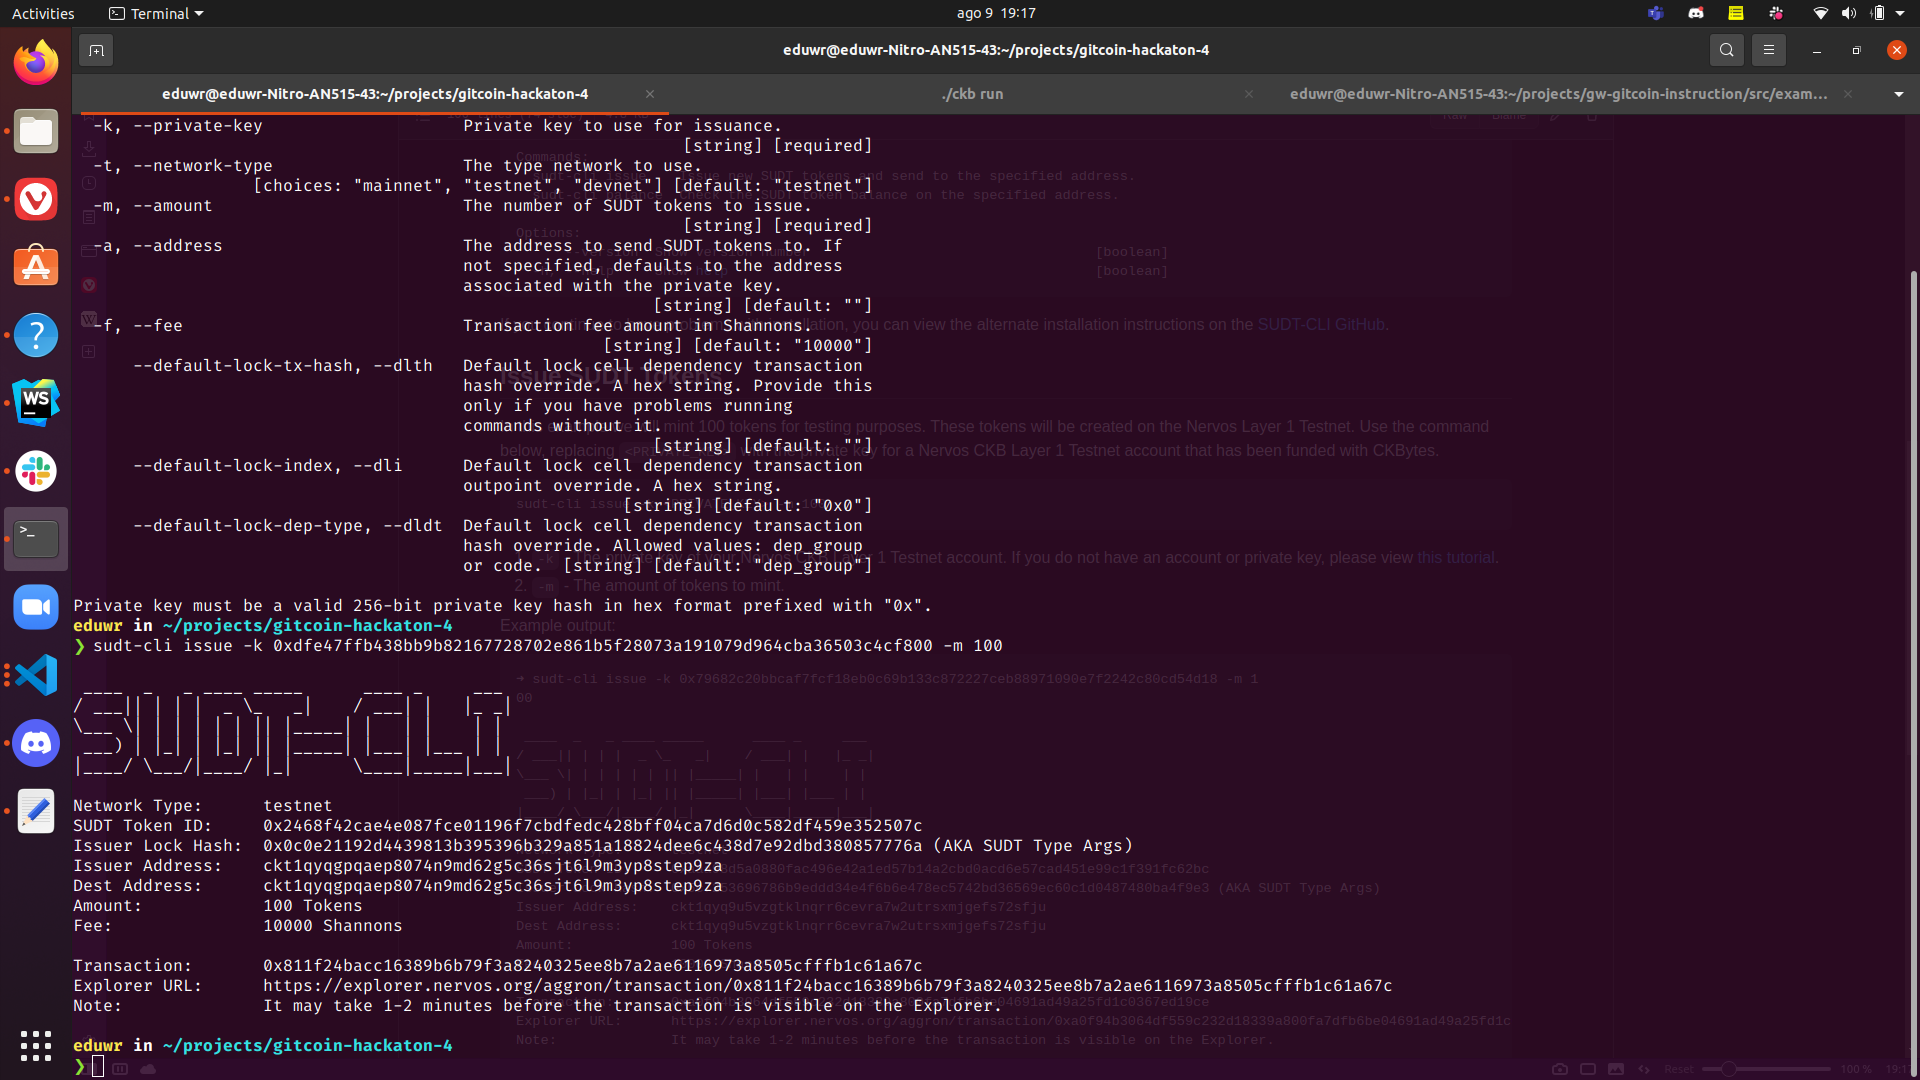 Activities
Terminal
ago 9 19:17
eduwr@eduwr-Nitro-AN515-43:~/projects/gitcoin-hackaton-4
eduwr@eduwr-Nitro-AN515-43:~/projects/gitcoin-hackaton-4
./ckb run
eduwr@eduwr-Nitro-AN515-43:~/projects/gw-gitcoin-instruction/src/exam...
-k, --private-key Private key to use for issuance.
[string] [required]
-t, --network-type The type network to use.
[choices: "mainnet", "testnet", "devnet"] [default: "testnet"]
-m, --amount The number of SUDT tokens to issue.
[string] [required]
-a, --address The address to send SUDT tokens to. If
not specified, defaults to the address
associated with the private key.
[string] [default: ""]
-f, --fee Transaction fee amount in Shannons.
[string] [default: "10000"]
--default-lock-tx-hash, --dlth Default lock cell dependency transaction
hash override. A hex string. Provide this
only if you have problems running
commands without it.
[string] [default: ""]
--default-lock-index, --dli Default lock cell dependency transaction
outpoint override. A hex string.
[string] [default: "0x0"]
--default-lock-dep-type, --dldt Default lock cell dependency transaction
hash override. Allowed values: dep_group
or code. [string] [default: "dep_group"]
Private key must be a valid 256-bit private key hash in hex format prefixed with "0x".
eduwr in ~/projects/gitcoin-hackaton-4
❯ sudt-cli issue -k 0xdfe47ffb438bb9b82167728702e861b5f28073a191079d964cba36503c4cf800 -m 100
SUDT-CLI
Network Type: testnet
SUDT Token ID: 0x2468f42cae4e087fce01196f7cbdfedc428bff04ca7d6d0c582df459e352507c
Issuer Lock Hash: 0x0c0e21192d4439813b395396b329a851a18824dee6c438d7e92dbd380857776a (AKA SUDT Type Args)
Issuer Address: ckt1qyqgpqaep8074n9md62g5c36sjt6l9m3yp8step9za
Dest Address: ckt1qyqgpqaep8074n9md62g5c36sjt6l9m3yp8step9za
Amount: 100 Tokens
Fee: 10000 Shannons
Transaction: 0x811f24bacc16389b6b79f3a8240325ee8b7a2ae6116973a8505cfffb1c61a67c
Explorer URL: https://explorer.nervos.org/aggron/transaction/0x811f24bacc16389b6b79f3a8240325ee8b7a2ae6116973a8505cfffb1c61a67c
Note: It may take 1-2 minutes before the transaction is visible on the Explorer.
eduwr in ~/projects/gitcoin-hackaton-4
❯